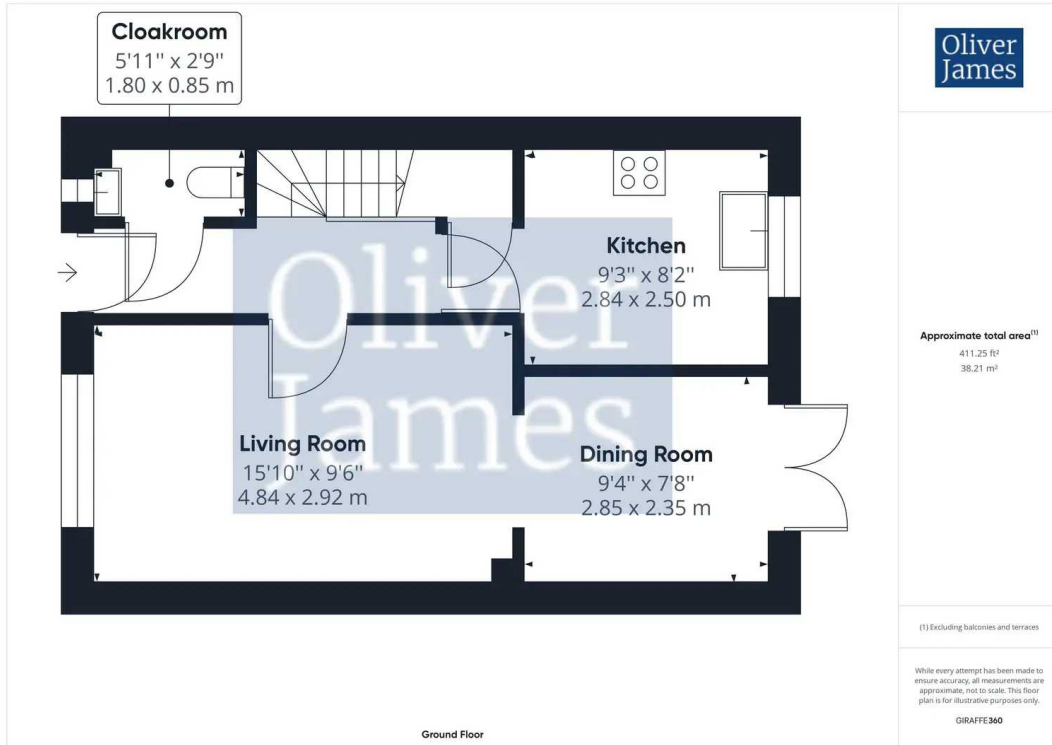 Cloakroom
5'11" x 2'9"
1.80 x 0.85 m
Kitchen
9'3" x 8'2"
2.84 x 2.50 m
Living Room
15'10" x 9'6"
4.84 x 2.92 m
Dining Room
9'4" x 7'8"
2.85 x 2.35 m
Oliver
James
Ground Floor
Oliver
James
Approximate total area(1)
411.25 ft²
38.21 m²
(1) Excluding balconies and terraces
While every attempt has been made to
ensure accuracy, all measurements are
approximate, not to scale. This floor
plan is for illustrative purposes only.
GIRAFFE360